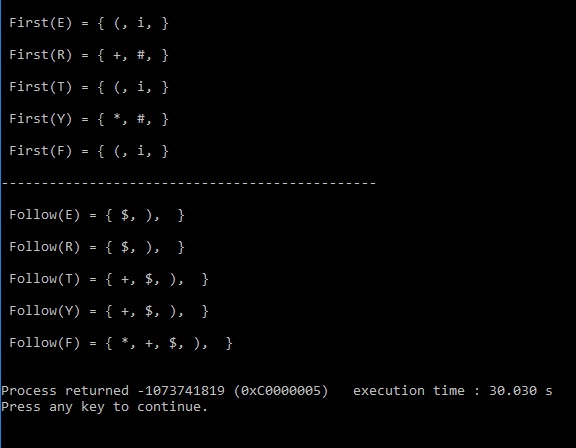 First(E) = { (, i, }
First(R) = { +, #, }
First(T) = { (, i, }
First(Y) = { *, #, }
First(F) = { (, i, }
-----------------------------------------------
Follow(E) = { $, ),  }
Follow(R) = { $, ),  }
Follow(T) = { +, $, ),  }
Follow(Y) = { +, $, ),  }
Follow(F) = { *, +, $, ),  }
Process returned -1073741819 (0xC0000005)   execution time : 30.030 s
Press any key to continue.